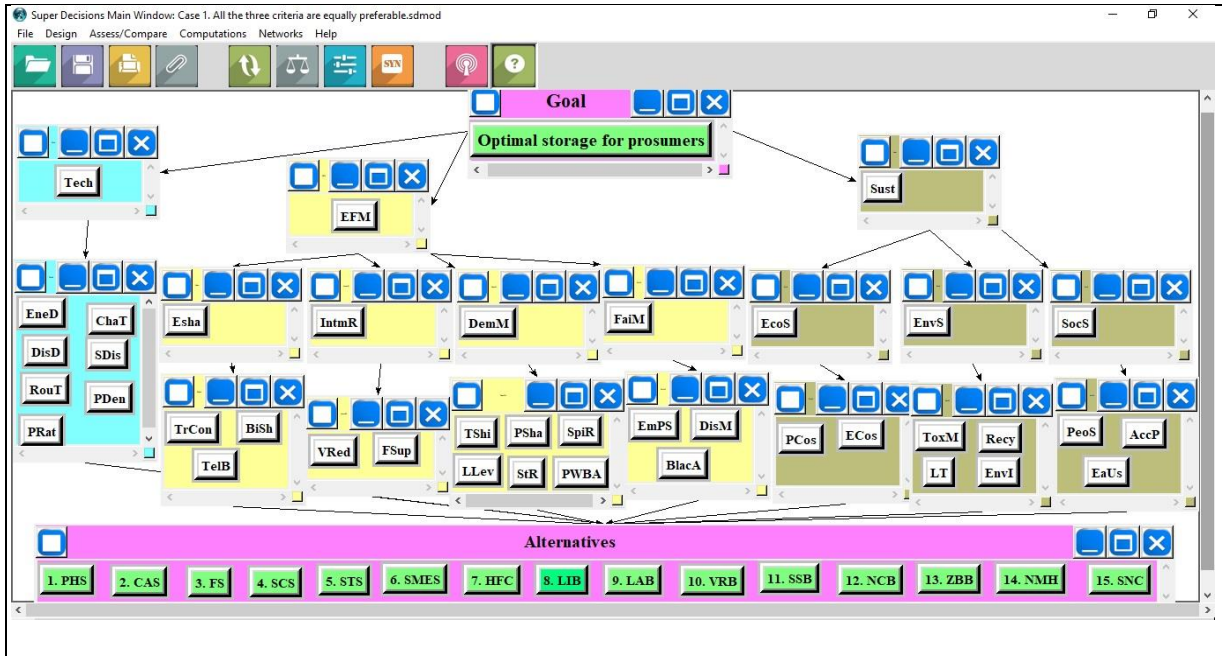 Super Decisions Main Window: Case 1. All the three criteria are equally preferable.sdmod
File Design Assess/Compare Computations Networks Help
SYN
?
Goal
Optimal storage for prosumers
Tech
EFM
Sust
EneD
ChaT
DisD
SDis
RouT
PDen
PRat
Esha
IntmR
DemM
FaiM
EcoS
EnvS
SocS
TrCon
BiSh
TelB
VRed
FSup
TShi
PSha
SpiR
LLev
StR
PWBA
EmPS
DisM
BlacA
PCos
ECos
ToxM
Recy
LT
EnvI
PeoS
AccP
EaUs
Alternatives
1. PHS
2. CAS
3. FS
4. SCS
5. STS
6. SMES
7. HFC
8. LIB
9. LAB
10. VRB
11. SSB
12. NCB
13. ZBB
14. NMH
15. SNC